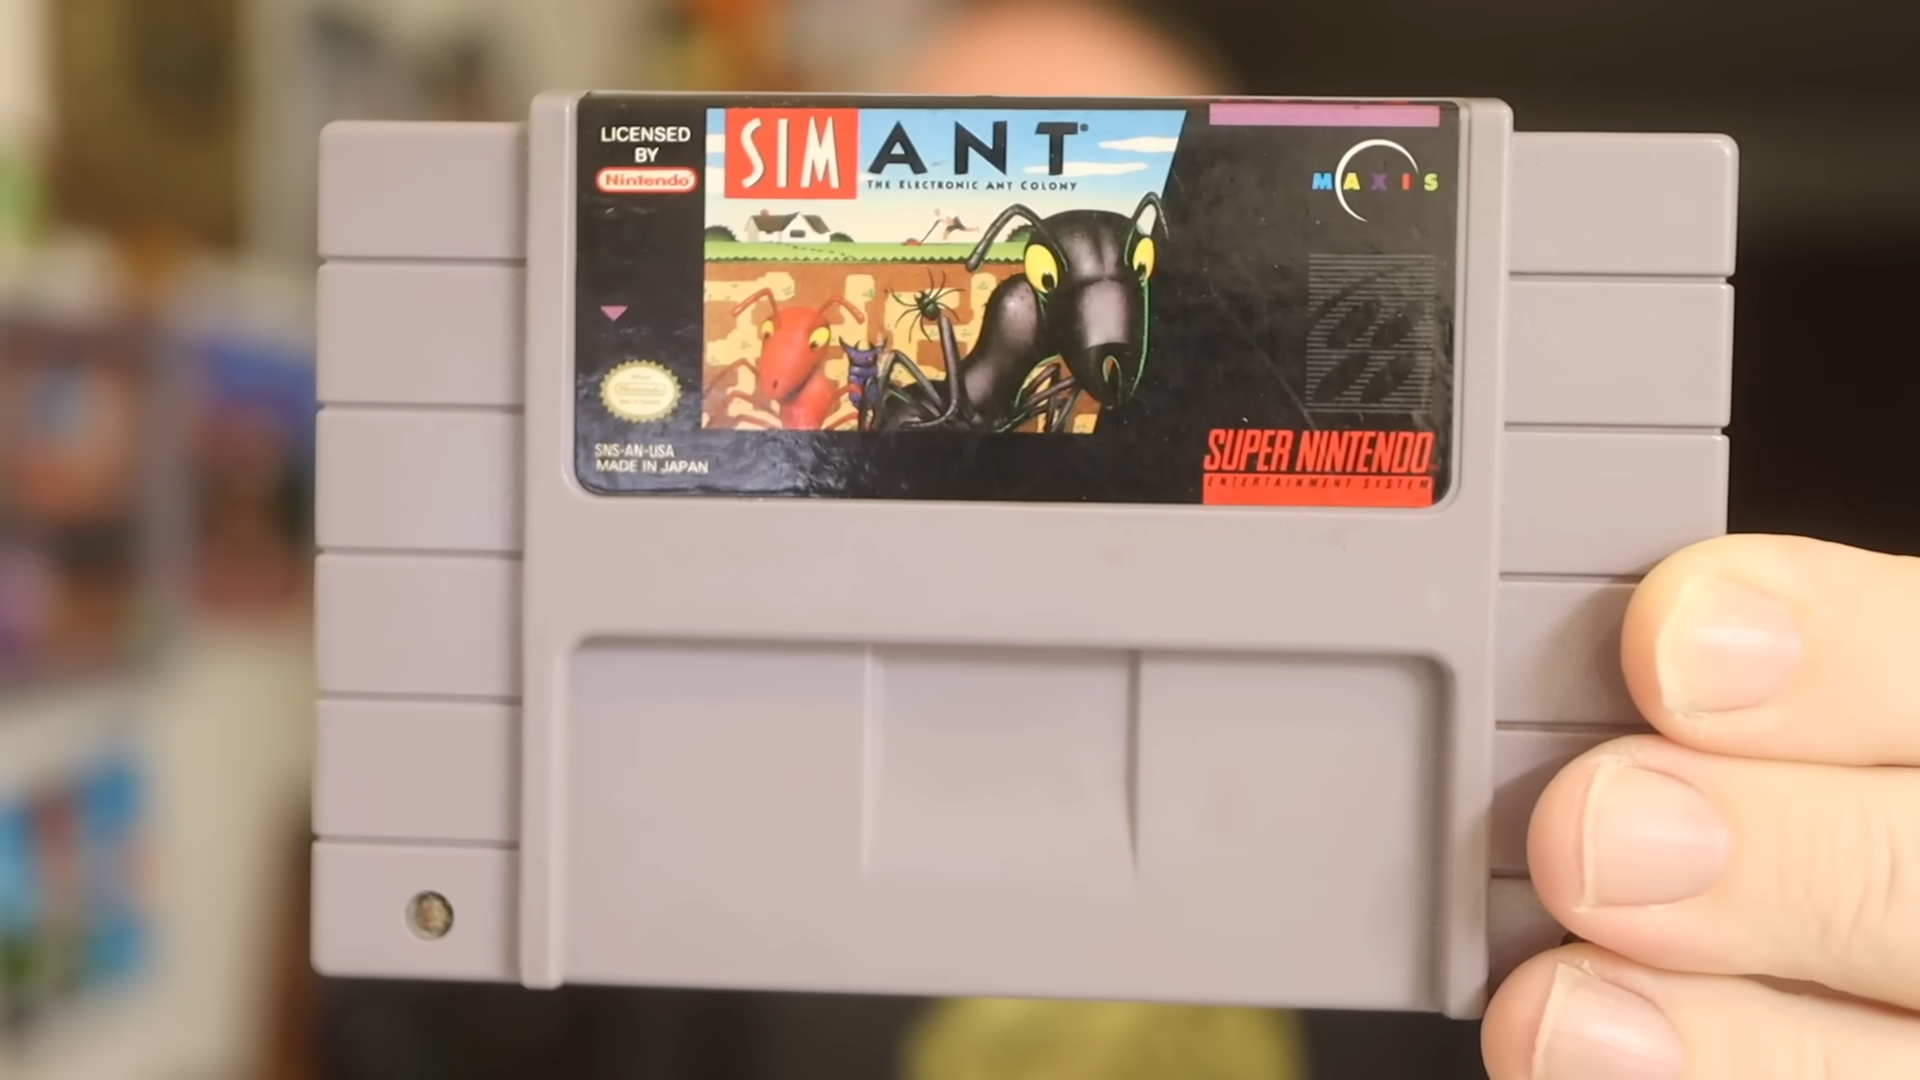 LICENSED
BY
Nintendo
SIM ANT
THE ELECTRONIC ANT COLONY
MAXIS
Nintendo
SNS-AN-USA
MADE IN JAPAN
SUPER NINTENDO
ENTERTAINMENT SYSTEM